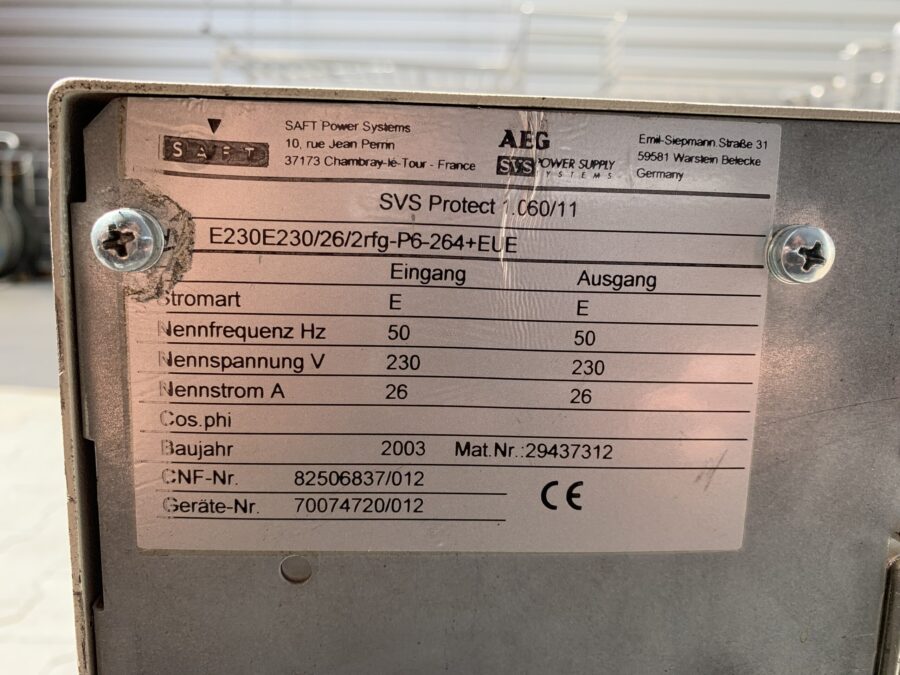 SAFT
SAFT Power Systems
10, rue Jean Perrin
37173 Chambray-lé-Tour - France
AEG
SVS POWER SUPPLY
SYSTEMS
Emil-Siepmann Straße 31
59581 Warstein Belecke
Germany
SVS Protect 1.060/11
E230E230/26/2rfg-P6-264+EUE
Eingang Ausgang
Stromart E E
Nennfrequenz Hz 50 50
Nennspannung V 230 230
Nennstrom A 26 26
Cos.phi
Baujahr 2003 Mat.Nr.:29437312
CNF-Nr. 82506837/012
Geräte-Nr. 70074720/012
CE